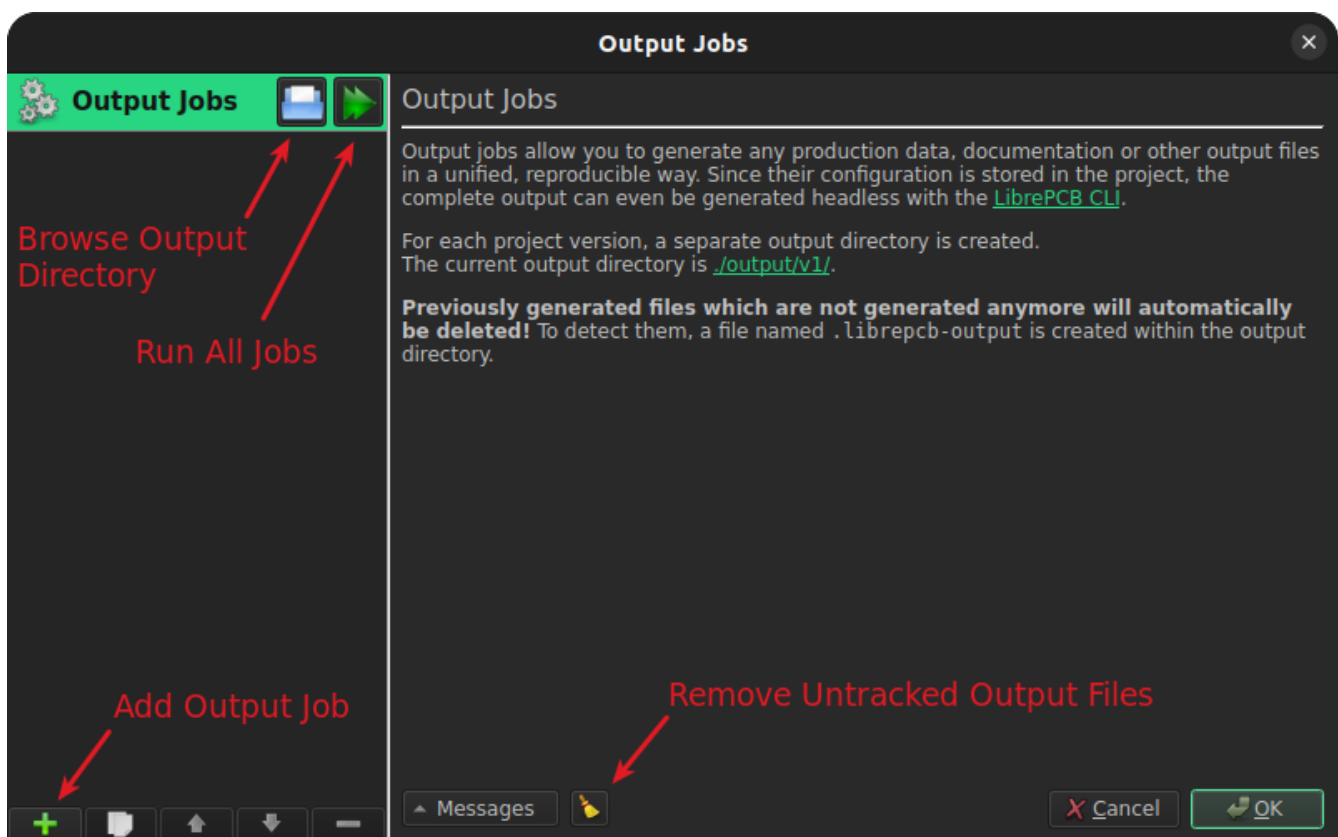 Output Jobs
Output Jobs
Output Jobs
Output jobs allow you to generate any production data, documentation or other output files
in a unified, reproducible way. Since their configuration is stored in the project, the
complete output can even be generated headless with the LibrePCB CLI.
For each project version, a separate output directory is created.
The current output directory is ./output/v1/.
Previously generated files which are not generated anymore will automatically
be deleted! To detect them, a file named .librepcb-output is created within the output
directory.
Browse Output
Directory
Run All Jobs
Add Output Job
Remove Untracked Output Files
Messages
Cancel
OK